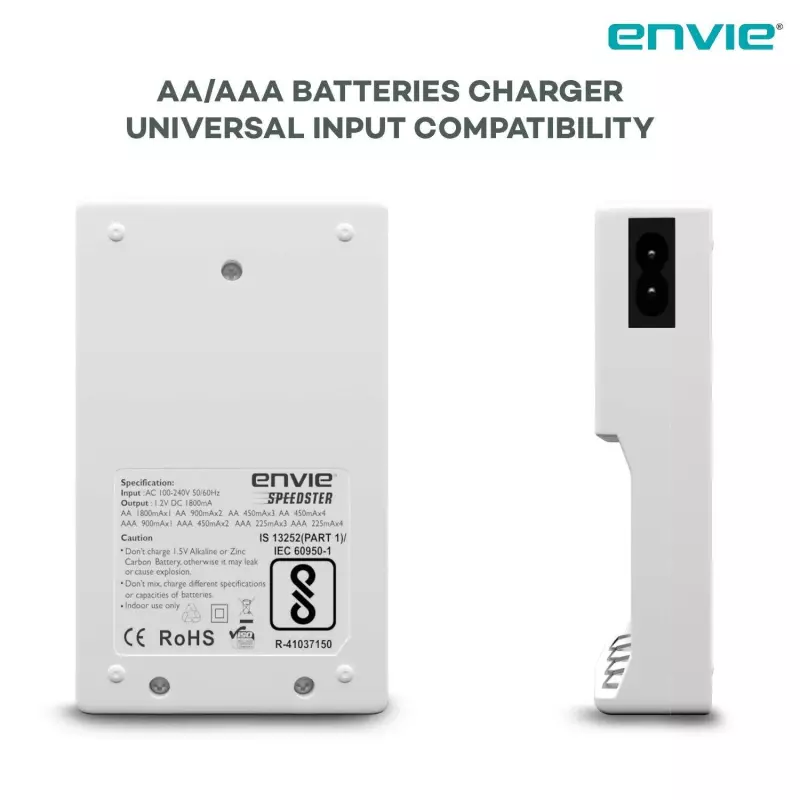 envie®
AA/AAA BATTERIES CHARGER
UNIVERSAL INPUT COMPATIBILITY
Specification:
Input : AC 100-240V 50/60Hz
Output : 1.2V DC 1800mA
envie
SPEEDSTER
AA 1800mAx1 AA 900mAx2 AA 450mAx3 AA 450mAx4
AAA 900mAx1 AAA 450mAx2 AAA 225mAx3 AAA 225mAx4
Caution
• Don't charge 1.5V Alkaline or Zinc
Carbon Battery, otherwise it may leak
or cause explosion.
• Don't mix, charge different specifications
or capacities of batteries.
• Indoor use only
IS 13252(PART 1)/
IEC 60950-1
CE RoHS
ISO
R-41037150